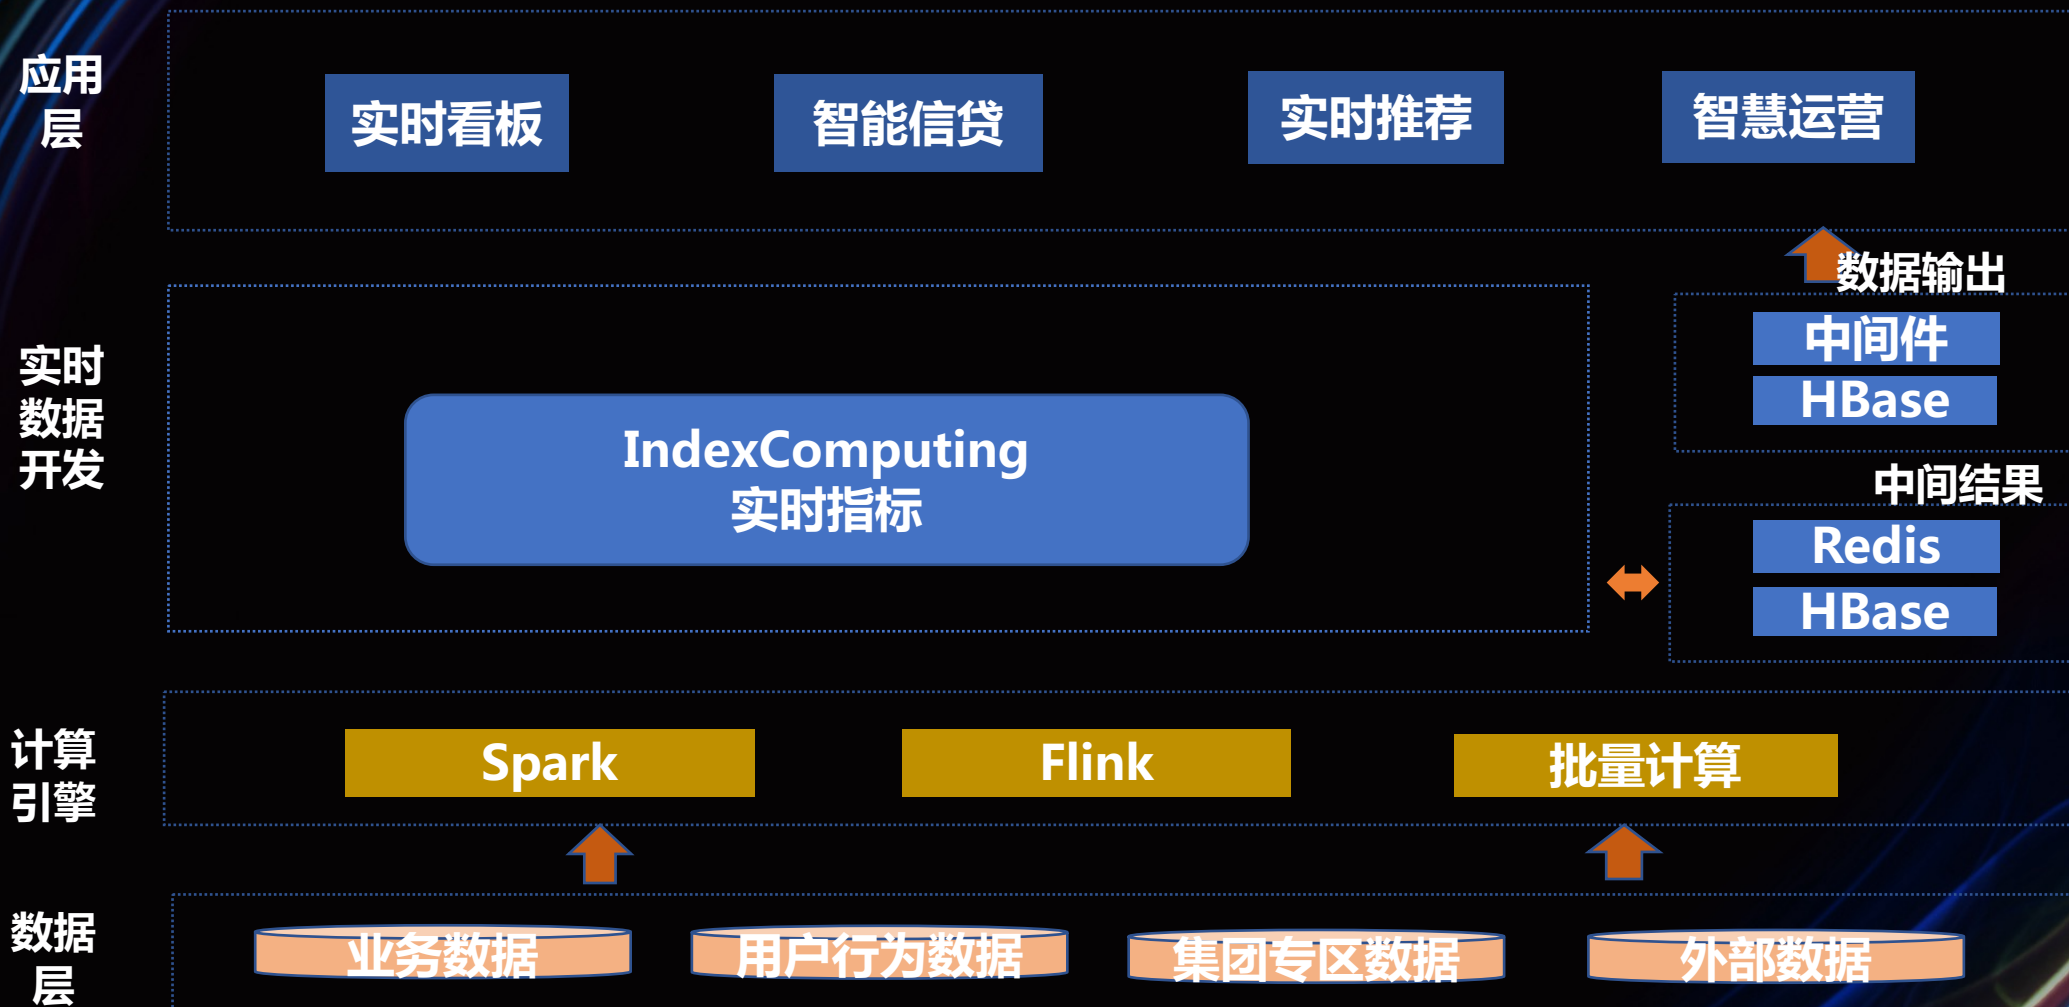 应用
层
实时看板
智能信贷
实时推荐
智慧运营
数据输出
实时
数据
开发
IndexComputing
实时指标
中间件
HBase
中间结果
Redis
HBase
计算
引擎
Spark
Flink
批量计算
数据
层
业务数据
用户行为数据
集团专区数据
外部数据